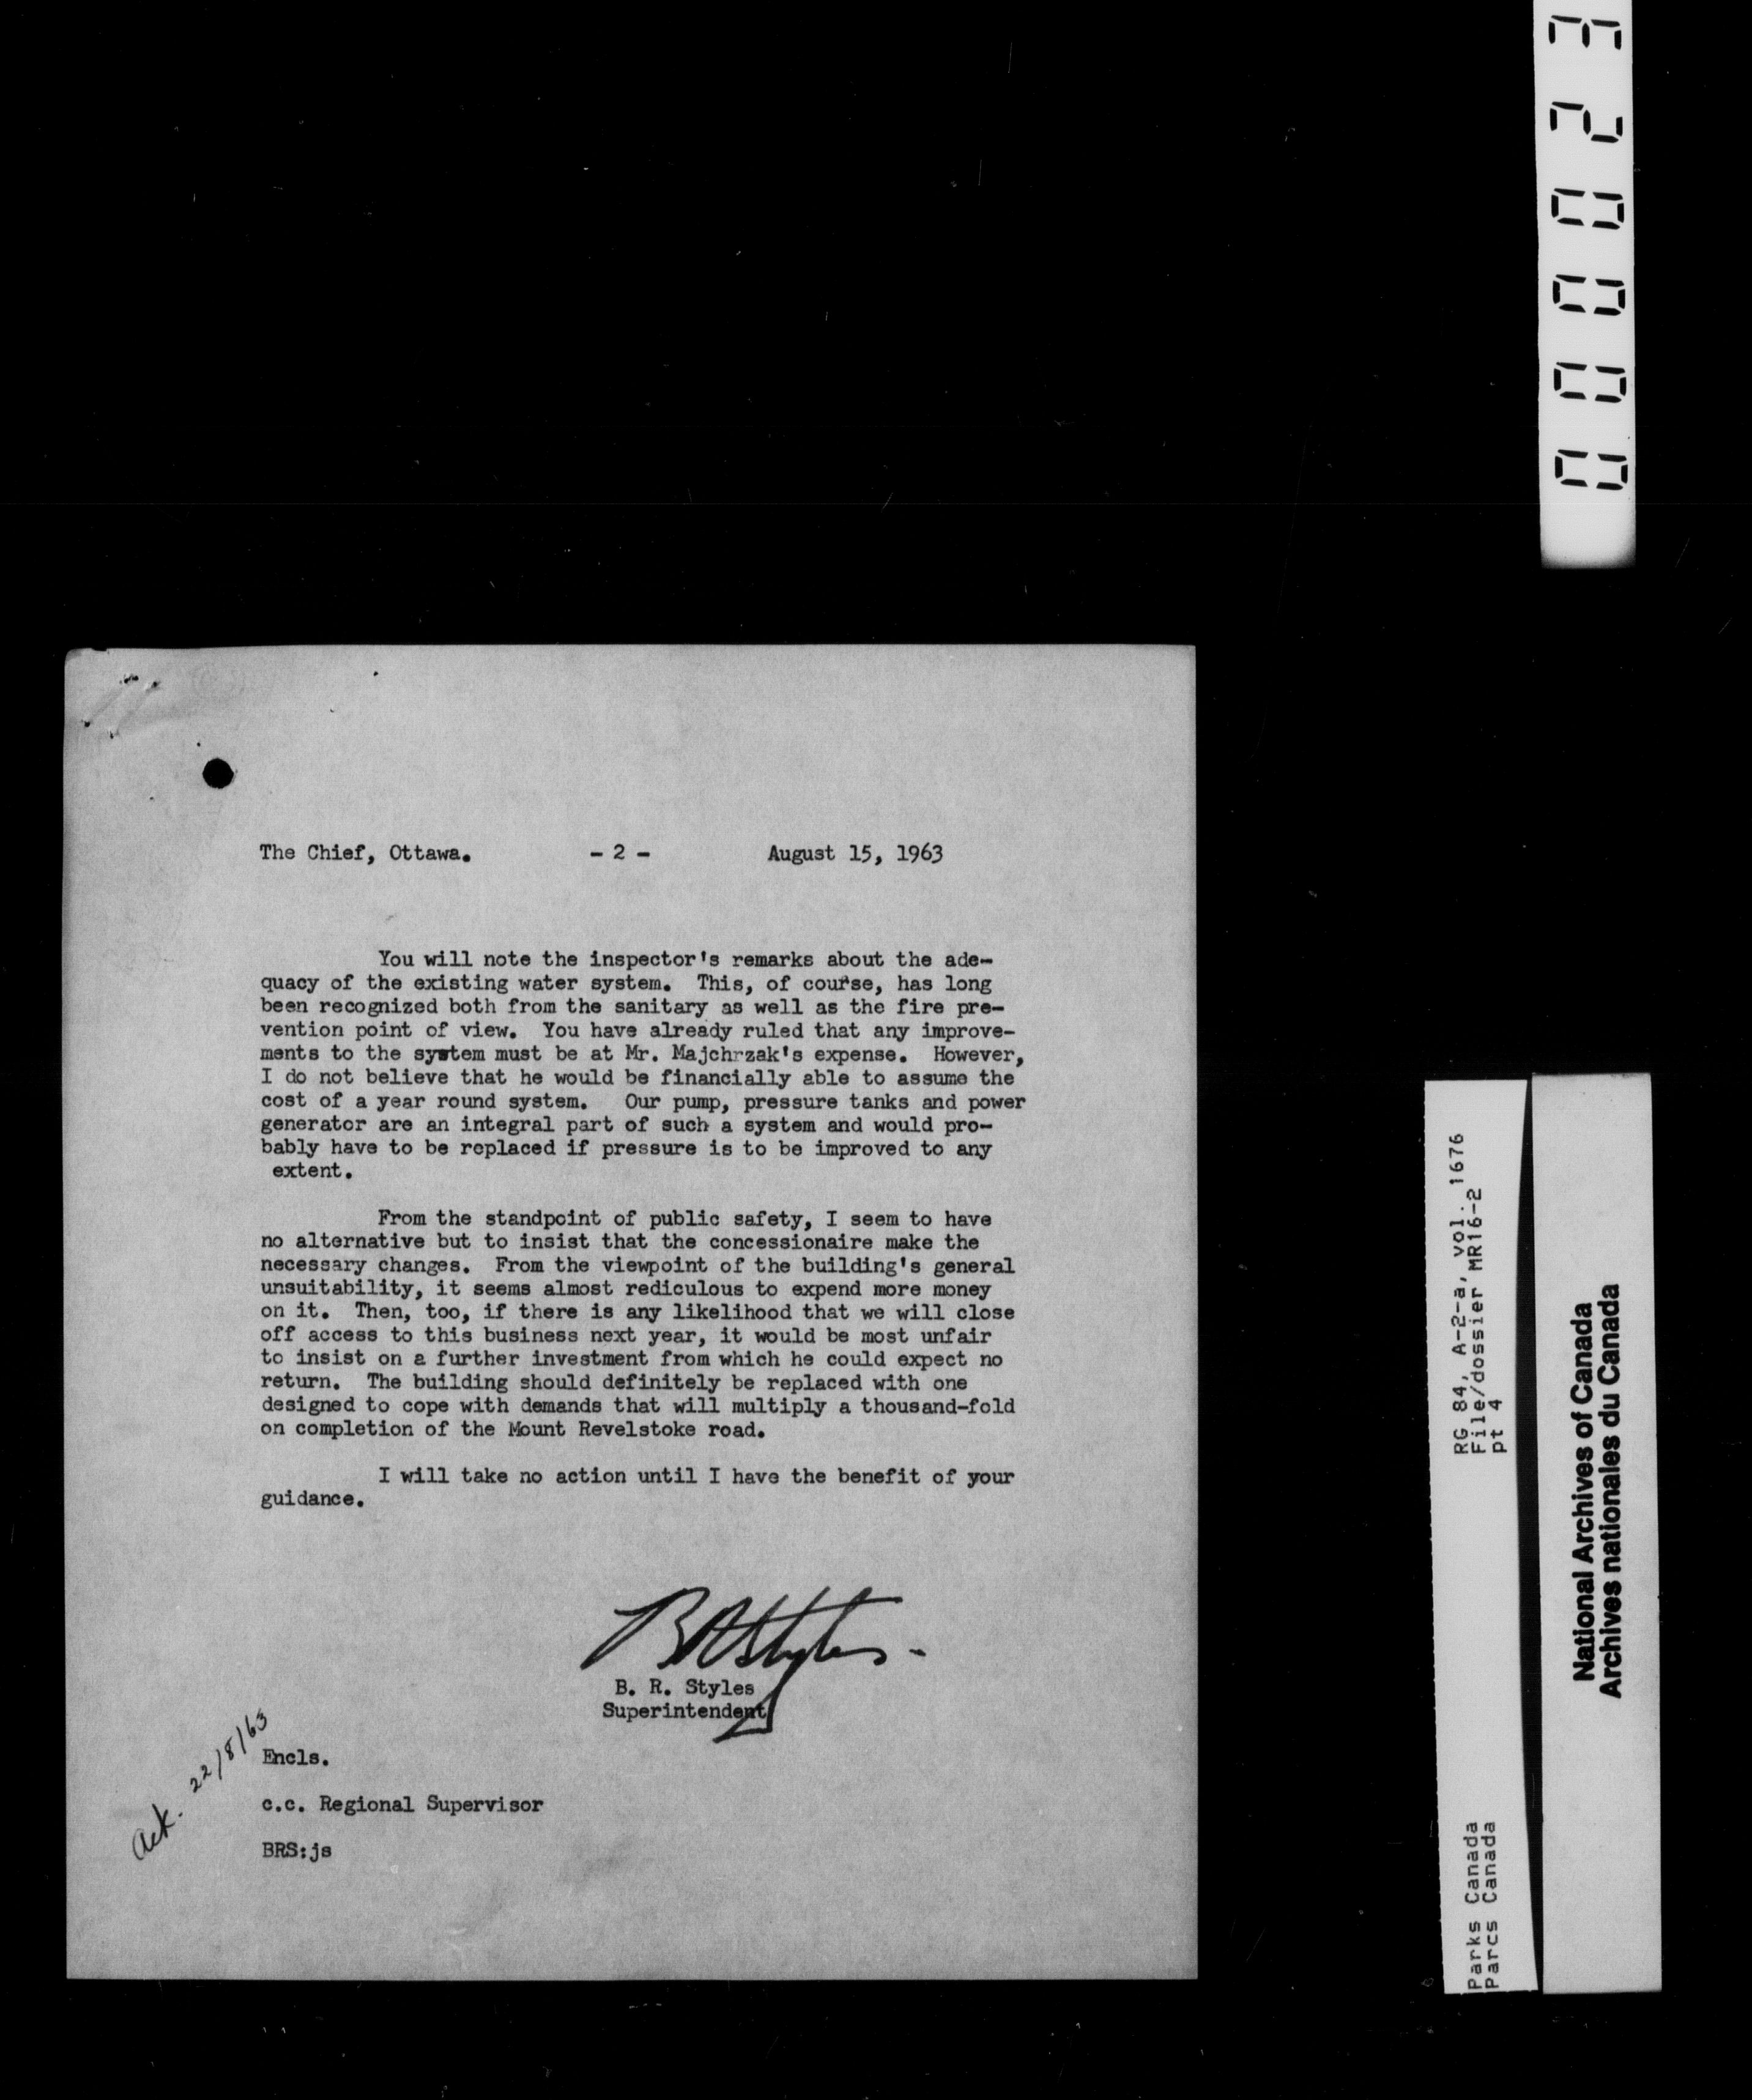 000023
The Chief, Ottawa. - 2 - August 15, 1963
You will note the inspector's remarks about the ade-
quacy of the existing water system. This, of course, has long
been recognized both from the sanitary as well as the fire pre-
vention point of view. You have already ruled that any improve-
ments to the system must be at Mr. Majchrzak's expense. However,
I do not believe that he would be financially able to assume the
cost of a year round system. Our pump, pressure tanks and power
generator are an integral part of such a system and would pro-
bably have to be replaced if pressure is to be improved to any
extent.
From the standpoint of public safety, I seem to have
no alternative but to insist that the concessionaire make the
necessary changes. From the viewpoint of the building's general
unsuitability, it seems almost rediculous to expend more money
on it. Then, too, if there is any likelihood that we will close
off access to this business next year, it would be most unfair
to insist on a further investment from which he could expect no
return. The building should definitely be replaced with one
designed to cope with demands that will multiply a thousand-fold
on completion of the Mount Revelstoke road.
I will take no action until I have the benefit of your
guidance.
BRStyles.
B. R. Styles
Superintendent
Ack. 22/8/63
Encls.
c.c. Regional Supervisor
BRS:js
RG 84, A-2-a, vol. 1676
File/dossier MR16-2
pt 4
Parks Canada
Parcs Canada
National Archives of Canada
Archives nationales du Canada